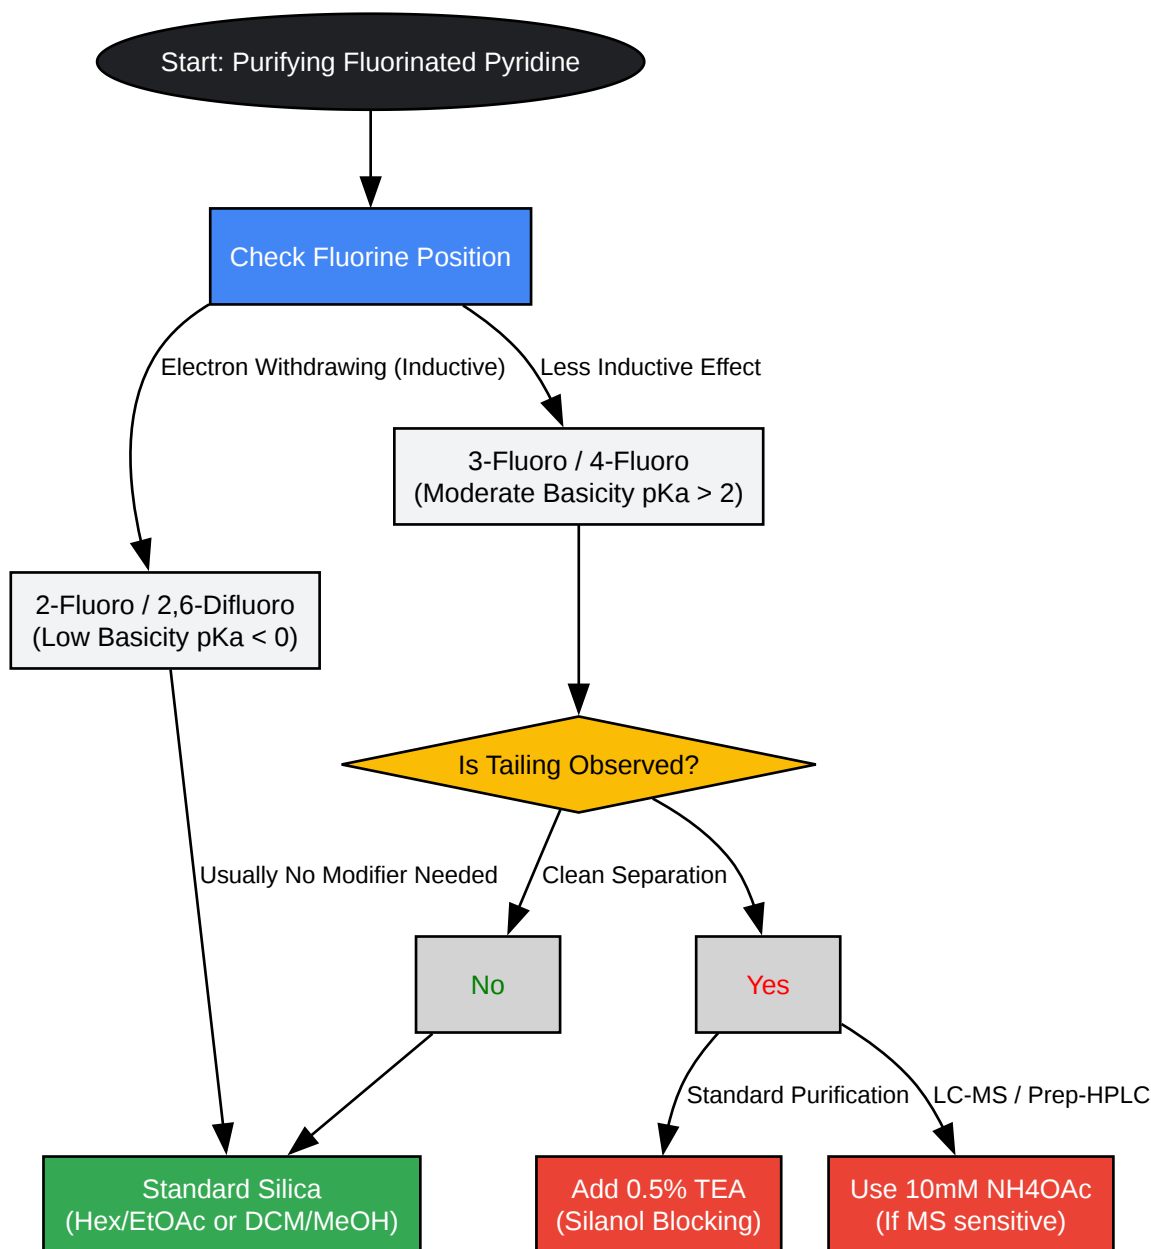 Start: Purifying Fluorinated Pyridine
Check Fluorine Position
Electron Withdrawing (Inductive)
Less Inductive Effect
3-Fluoro / 4-Fluoro
(Moderate Basicity pKa > 2)
2-Fluoro / 2,6-Difluoro
(Low Basicity pKa < 0)
Is Tailing Observed?
Usually No Modifier Needed
Clean Separation
No
Yes
Standard Purification
LC-MS / Prep-HPLC
Standard Silica
(Hex/EtOAc or DCM/MeOH)
Add 0.5% TEA
(Silanol Blocking)
Use 10mM NH4OAc
(If MS sensitive)